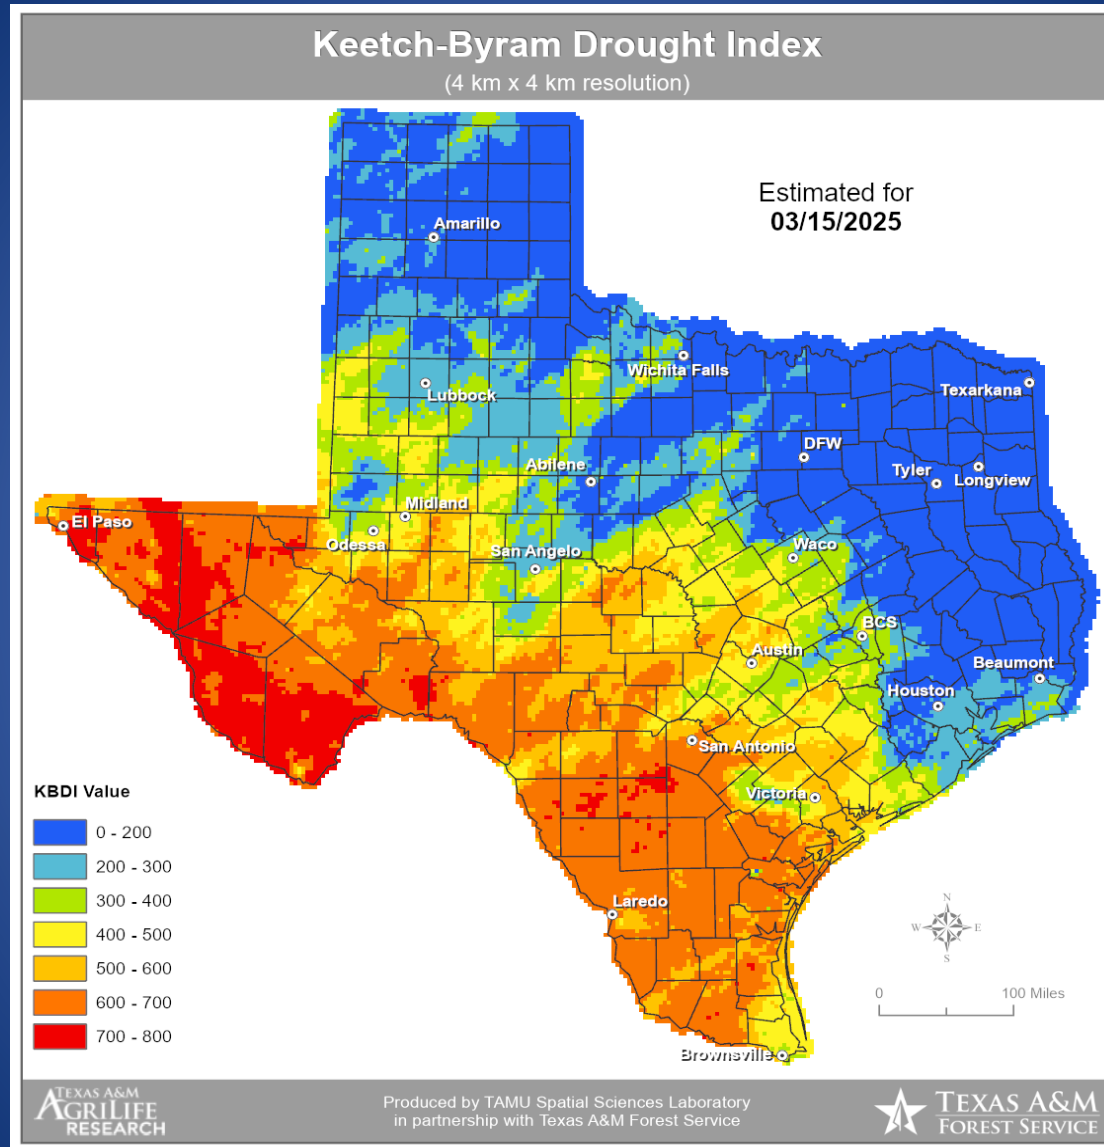 Keetch-Byram Drought Index
(4 km x 4 km resolution)
Estimated for
03/15/2025
Amarillo
Wichita Falls
Lubbock
Texarkana
DFW
Abilene
Tyler
Longview
Midland
El Paso
Odessa
San Angelo
Waco
BCS
Austin
Beaumont
Houston
San Antonio
Victoria
Laredo
Brownsville
KBDI Value
0 - 200
200 - 300
300 - 400
400 - 500
500 - 600
600 - 700
700 - 800
N
W E
S
0 100 Miles
TEXAS A&M
AGRILIFE
RESEARCH
Produced by TAMU Spatial Sciences Laboratory
in partnership with Texas A&M Forest Service
TEXAS A&M
FOREST SERVICE